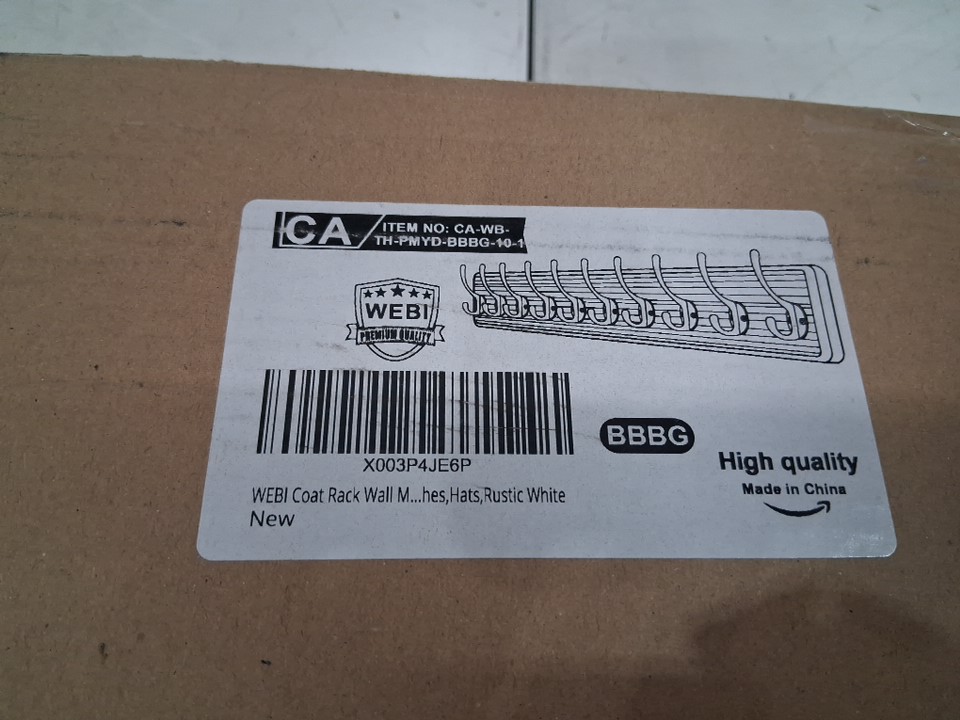 CA
ITEM NO: CA-WB-
TH-PMYD-BBBG-10-1
WEBI
PREMIUM QUALITY
X003P4JE6P
BBBG
WEBI Coat Rack Wall M...hes,Hats,Rustic White
New
High quality
Made in China